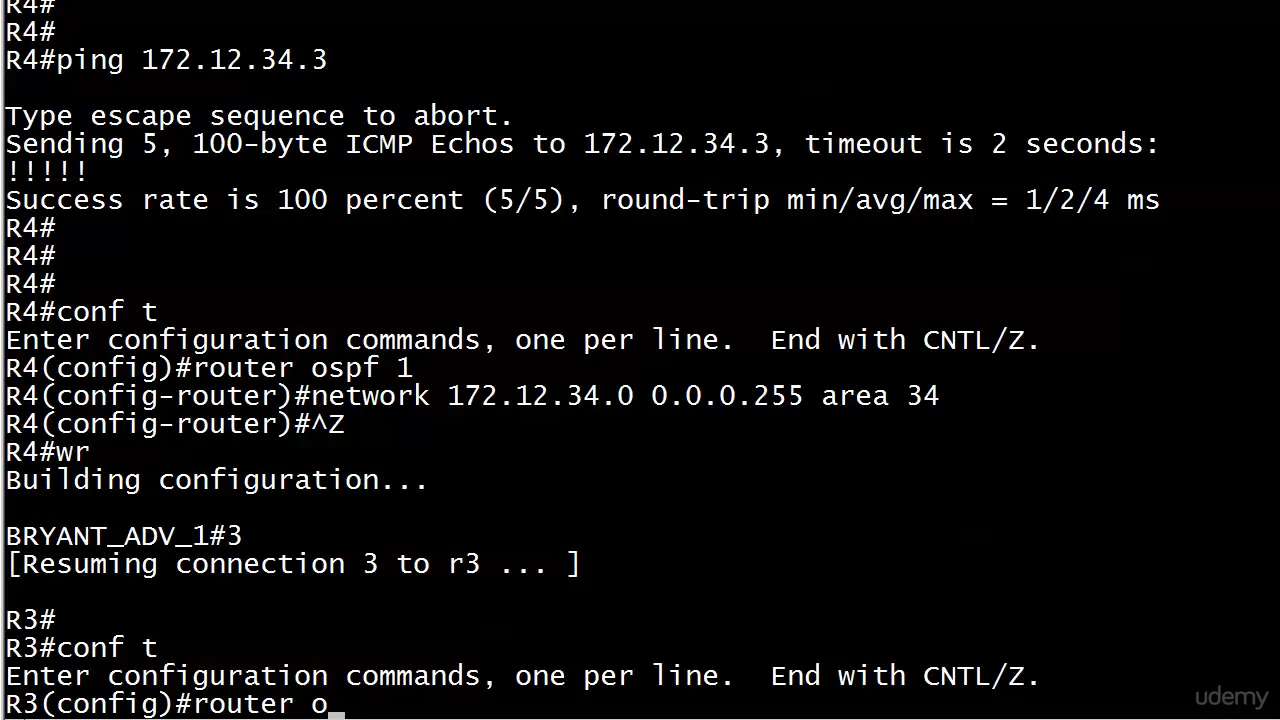 R4#
R4#
R4#ping 172.12.34.3
Type escape sequence to abort.
Sending 5, 100-byte ICMP Echos to 172.12.34.3, timeout is 2 seconds:
!!!!!
Success rate is 100 percent (5/5), round-trip min/avg/max = 1/2/4 ms
R4#
R4#
R4#
R4#conf t
Enter configuration commands, one per line.  End with CNTL/Z.
R4(config)#router ospf 1
R4(config-router)#network 172.12.34.0 0.0.0.255 area 34
R4(config-router)#^Z
R4#wr
Building configuration...
BRYANT_ADV_1#3
[Resuming connection 3 to r3 ... ]
R3#
R3#conf t
Enter configuration commands, one per line.  End with CNTL/Z.
R3(config)#router o
udemy